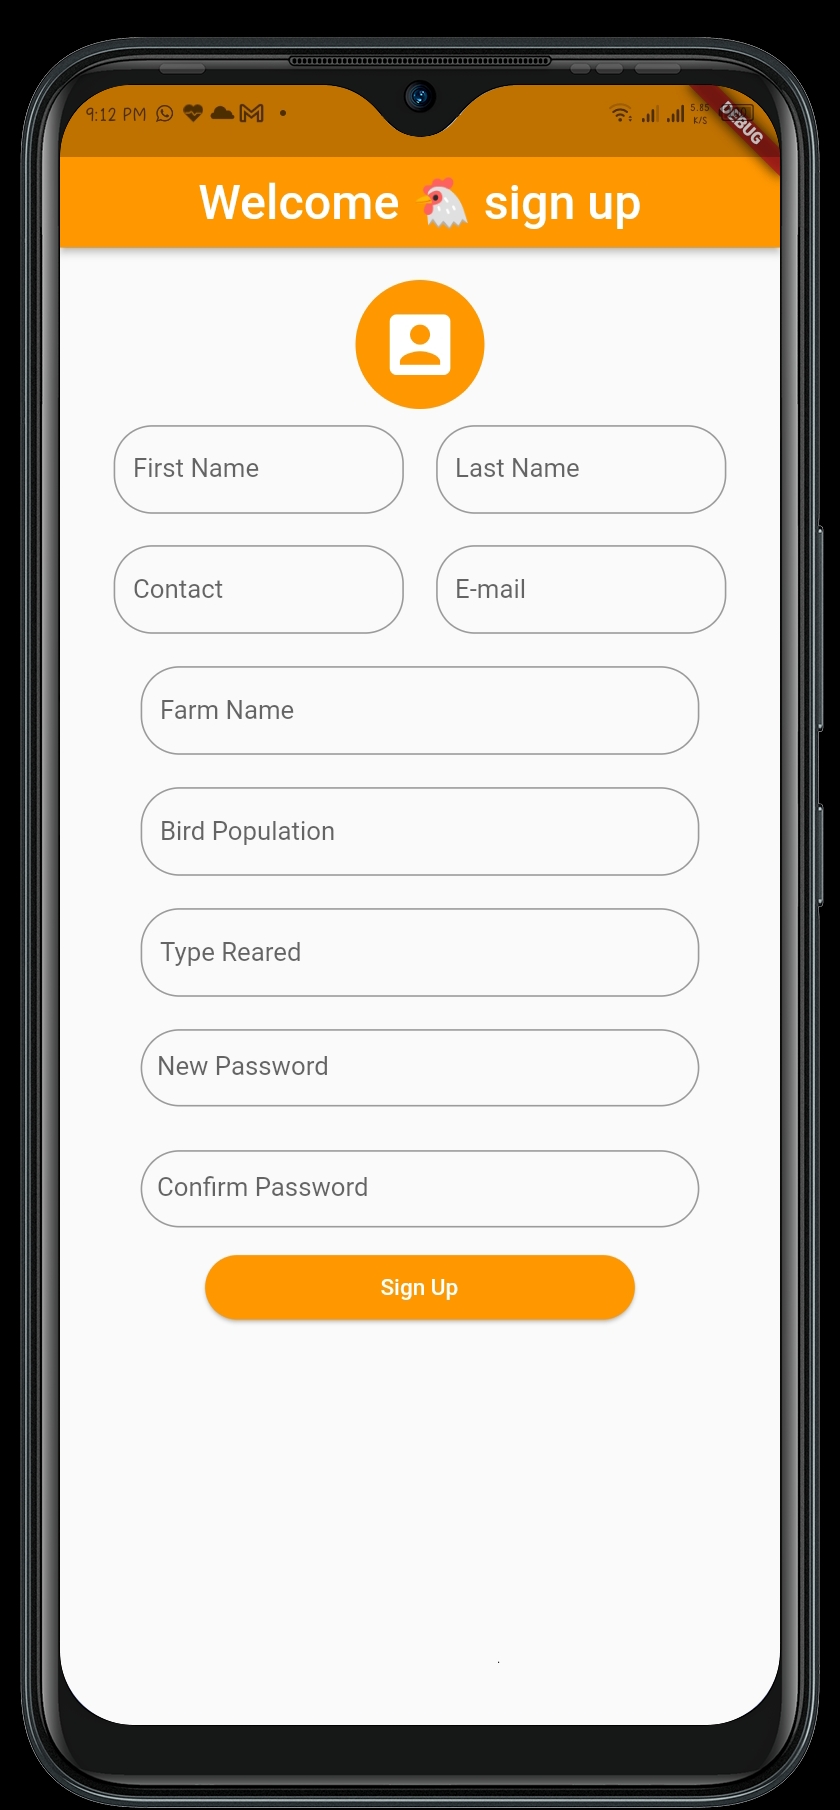 9:12 PM
5.85
K/S
DEBUG
Welcome 🐔 sign up
First Name
Last Name
Contact
E-mail
Farm Name
Bird Population
Type Reared
New Password
Confirm Password
Sign Up